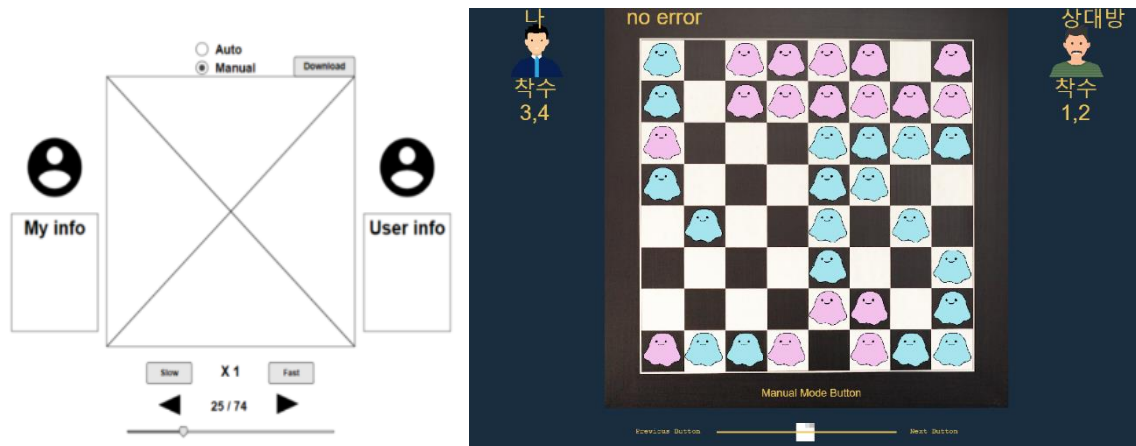 Auto
Manual
Download
My info
User info
Slow
X 1
Fast
25 / 74
나
no error
상대방
착수
3,4
착수
1,2
Manual Mode Button
Previous Button
Next Button